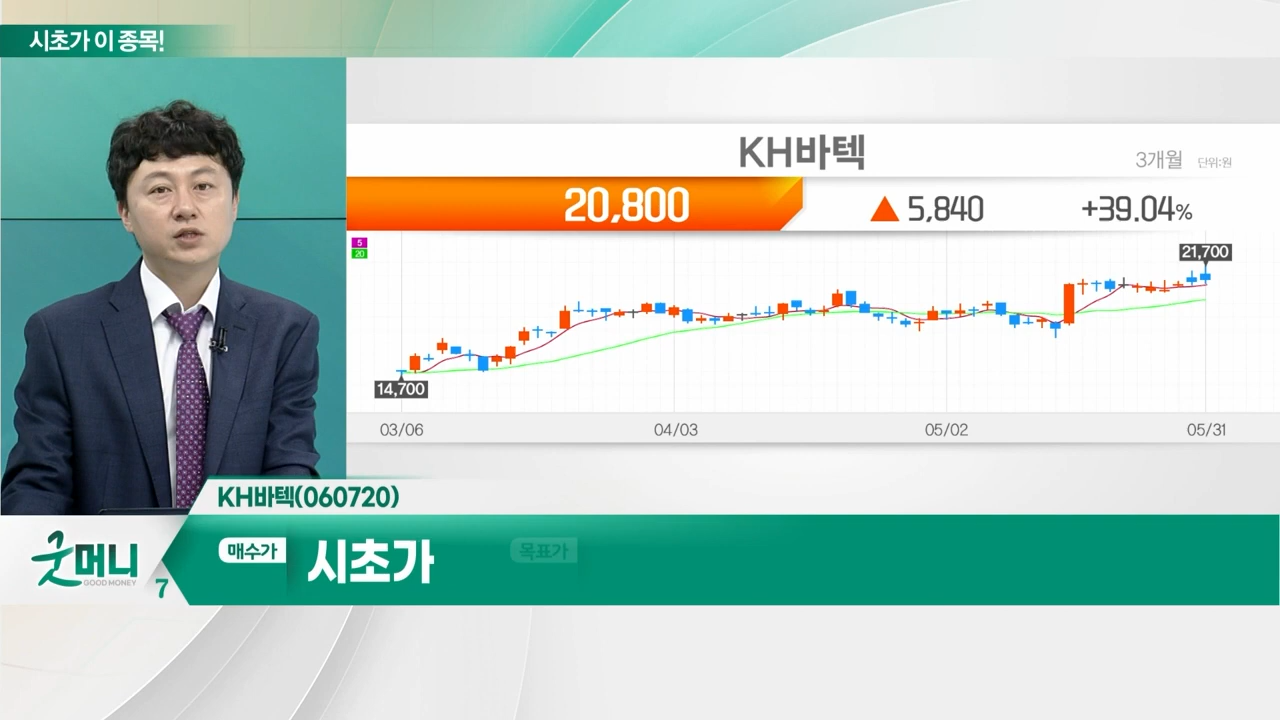 시초가 이 종목!
KH바텍
3개월 단위:원
20,800 ▲ 5,840 +39.04%
5
20
21,700
14,700
03/06 04/03 05/02 05/31
KH바텍(060720)
굿머니
GOOD MONEY
7
매수가 시초가 목표가